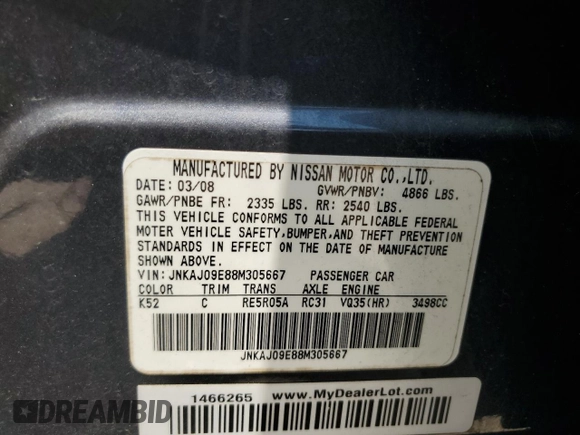 MANUFACTURED BY NISSAN MOTOR CO.,LTD.
DATE: 03/08 GVWR/PNBV: 4866 LBS.
GAWR/PNBE FR: 2335 LBS. RR: 2540 LBS.
THIS VEHICLE CONFORMS TO ALL APPLICABLE FEDERAL
MOTER VEHICLE SAFETY,BUMPER,AND THEFT PREVENTION
STANDARDS IN EFFECT ON THE DATE OF MANUFACTURE
SHOWN ABOVE.
VIN: JNKAJ09E88M305667 PASSENGER CAR
COLOR TRIM TRANS AXLE ENGINE
K52 C RE5R05A RC31 VQ35(HR) 3498CC
JNKAJ09E88M305667
1466265 www.MyDealerLot.com
DREAMBID